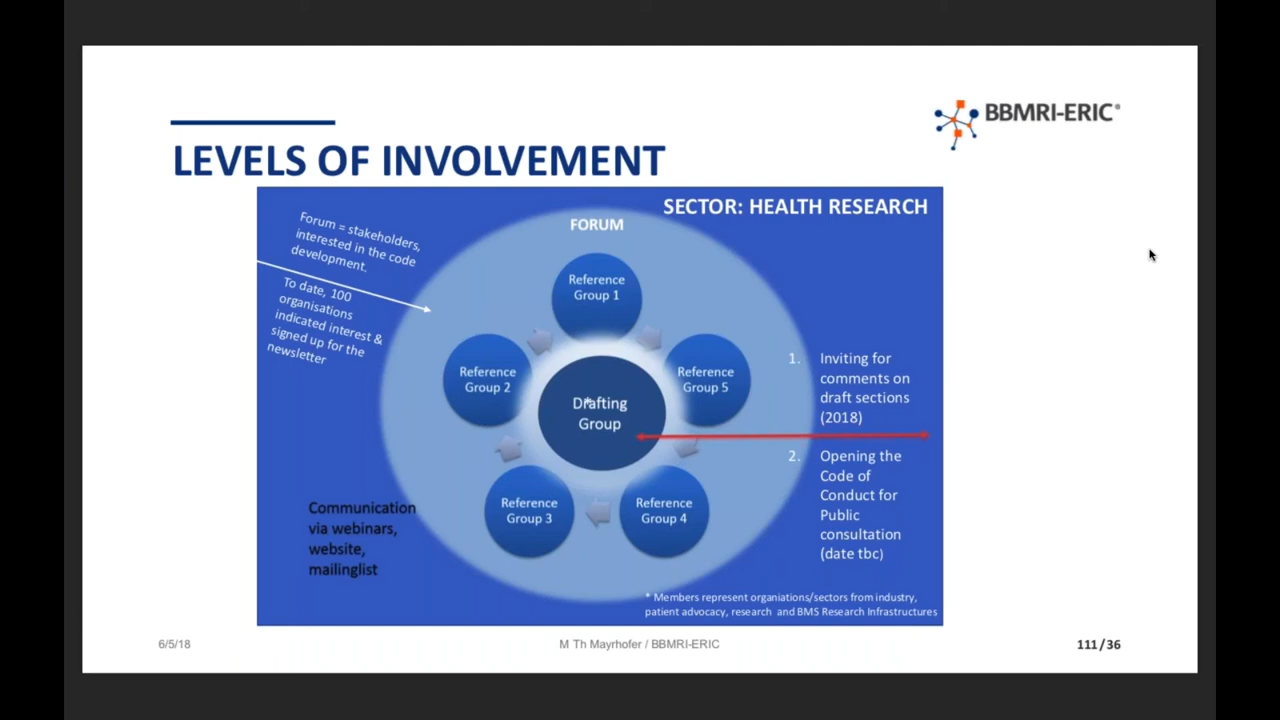 BBMRI-ERIC®
LEVELS OF INVOLVEMENT
SECTOR: HEALTH RESEARCH
FORUM
Forum = stakeholders,
interested in the code
development.
To date, 100
organisations
indicated interest &
signed up for the
newsletter
Reference
Group 1
Reference
Group 2
Reference
Group 5
Drafting
Group
*
Reference
Group 3
Reference
Group 4
1. Inviting for
comments on
draft sections
(2018)
2. Opening the
Code of
Conduct for
Public
consultation
(date tbc)
Communication
via webinars,
website,
mailinglist
* Members represent organiations/sectors from industry,
patient advocacy, research and BMS Research Infrastructures
6/5/18
M Th Mayrhofer / BBMRI-ERIC
111/36